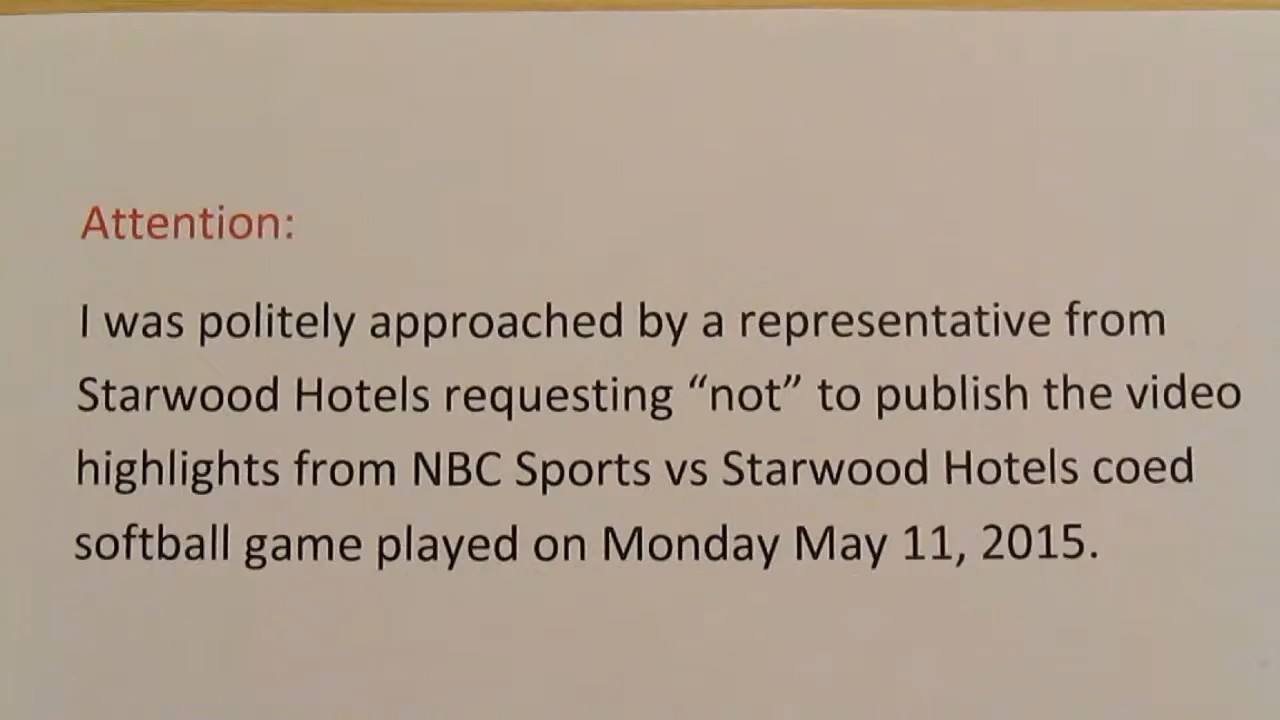 Attention:
I was politely approached by a representative from
Starwood Hotels requesting “not” to publish the video
highlights from NBC Sports vs Starwood Hotels coed
softball game played on Monday May 11, 2015.